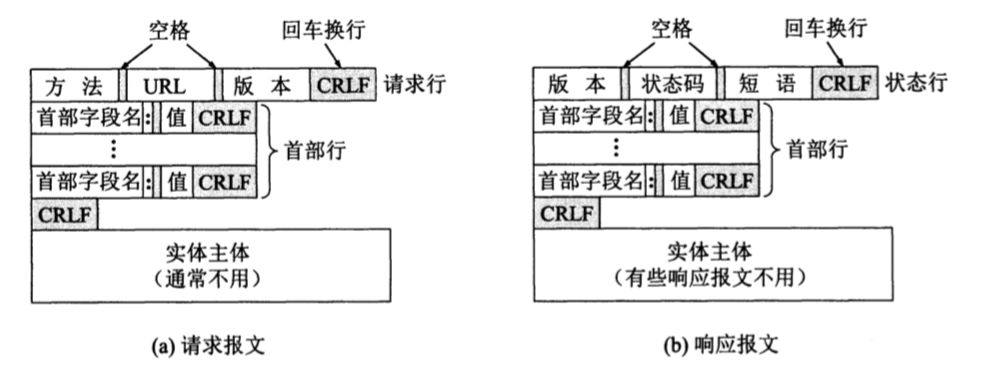 空格 回车换行
方 法 URL 版 本 CRLF 请求行
首部字段名: 值 CRLF
⋮ 首部行
首部字段名: 值 CRLF
CRLF
实体主体
（通常不用）
(a) 请求报文
空格 回车换行
版 本 状态码 短 语 CRLF 状态行
首部字段名: 值 CRLF
⋮ 首部行
首部字段名: 值 CRLF
CRLF
实体主体
（有些响应报文不用）
(b) 响应报文